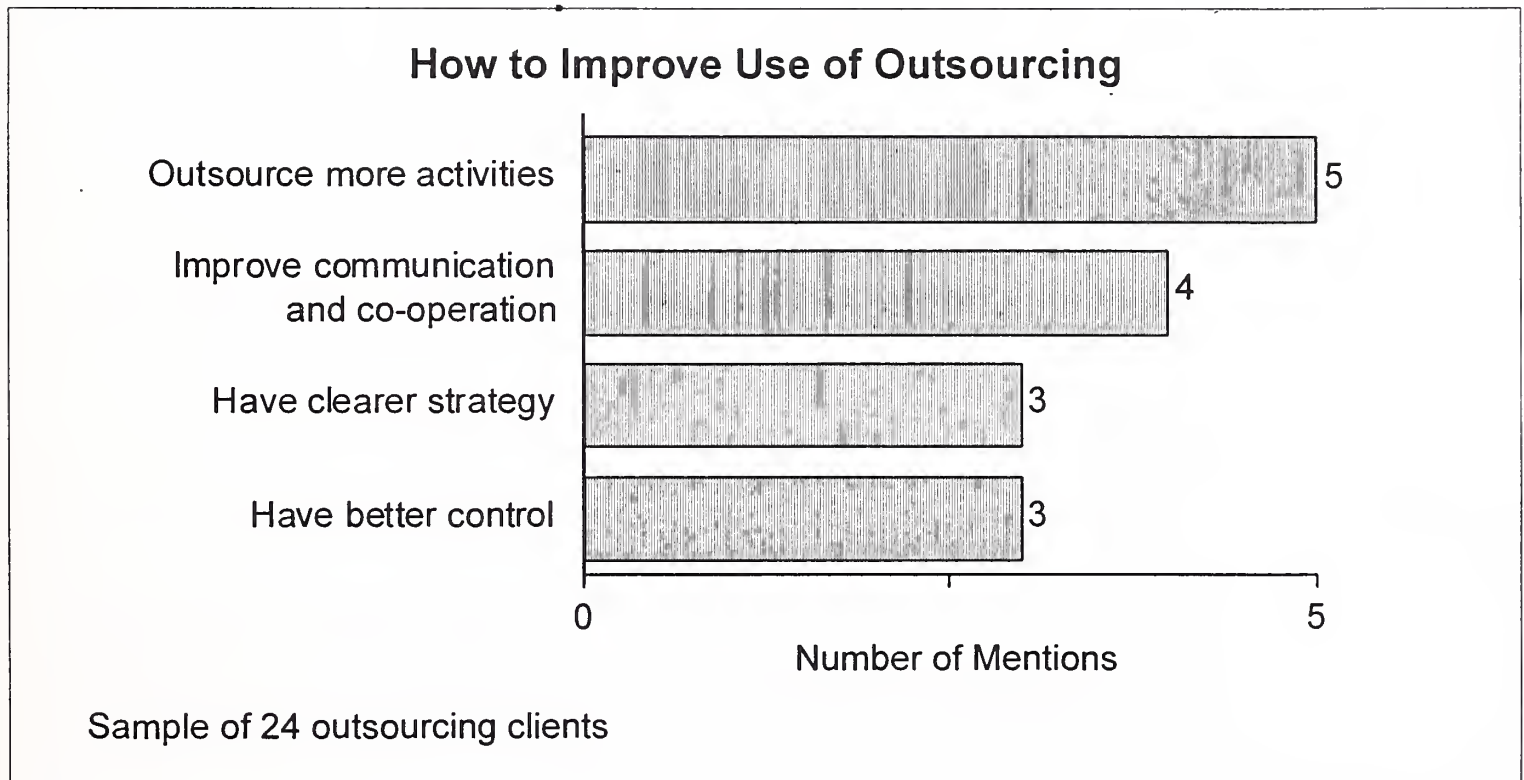 How to Improve Use of Outsourcing
Outsource more activities
5
Improve communication
and co-operation
4
Have clearer strategy
3
Have better control
3
0
5
Number of Mentions
Sample of 24 outsourcing clients